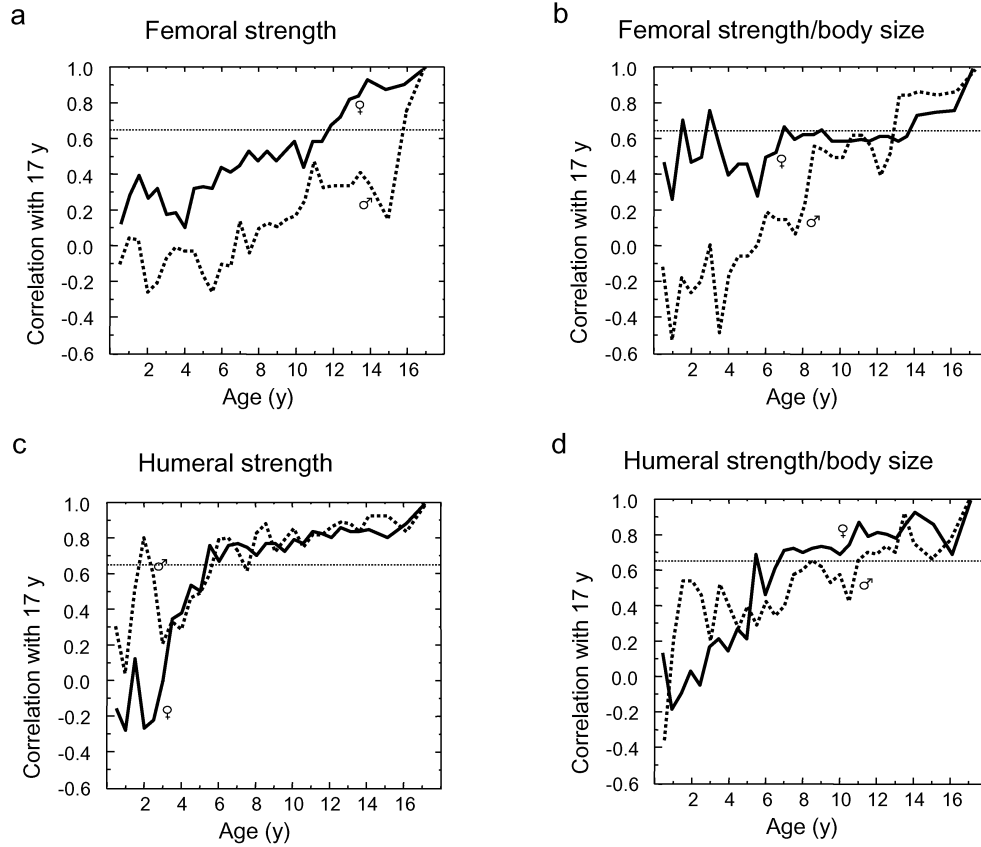 a
Femoral strength
Correlation with 17 y
1.0
0.8
0.6
0.4
0.2
0.0
-0.2
-0.4
-0.6
♀
♂
2 4 6 8 10 12 14 16
Age (y)
b
Femoral strength/body size
Correlation with 17 y
1.0
0.8
0.6
0.4
0.2
0.0
-0.2
-0.4
-0.6
♀
♂
2 4 6 8 10 12 14 16
Age (y)
c
Humeral strength
Correlation with 17 y
1.0
0.8
0.6
0.4
0.2
0.0
-0.2
-0.4
-0.6
♂
♀
2 4 6 8 10 12 14 16
Age (y)
d
Humeral strength/body size
Correlation with 17 y
1.0
0.8
0.6
0.4
0.2
0.0
-0.2
-0.4
-0.6
♀
♂
2 4 6 8 10 12 14 16
Age (y)